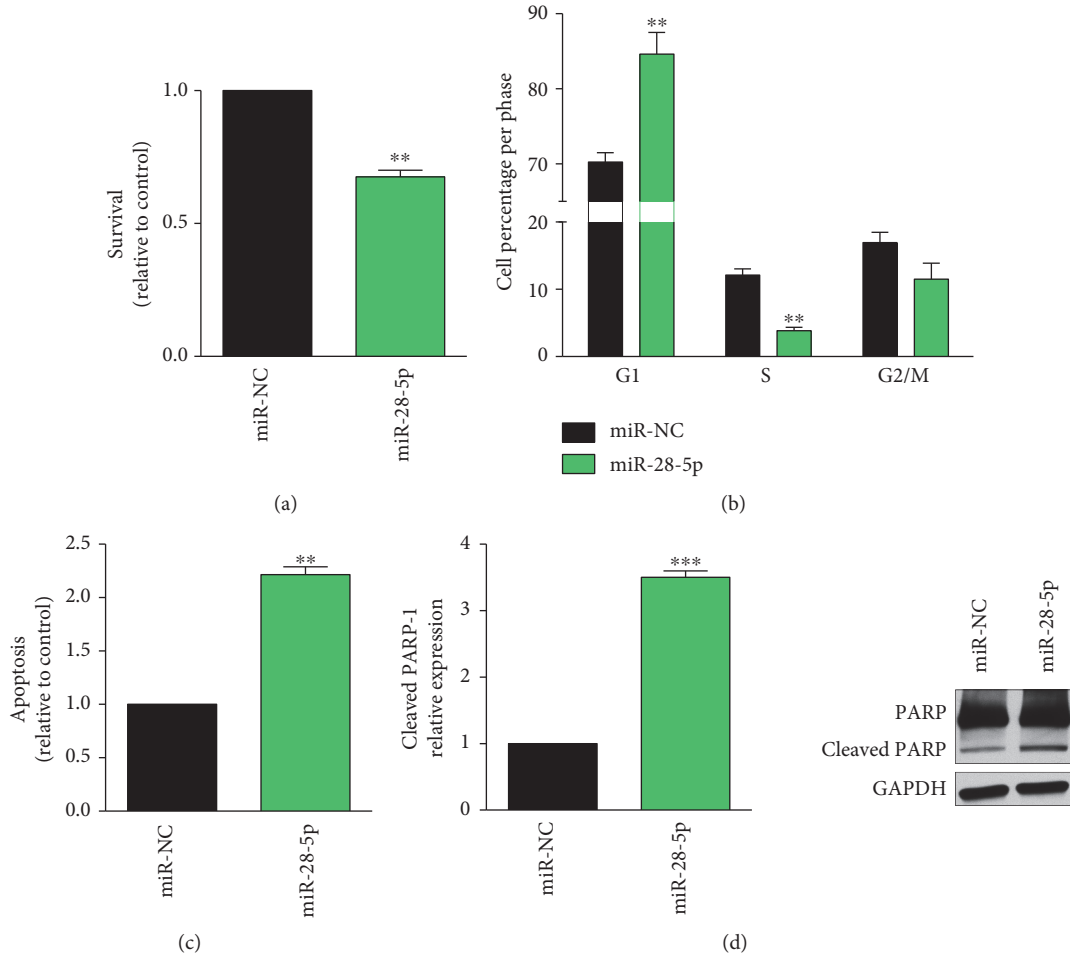 Survival
(relative to control)
1.0
0.5
0.0
**
miR-NC
miR-28-5p
(a)
Cell percentage per phase
90
80
70
20
10
0
**
**
G1
S
G2/M
miR-NC
miR-28-5p
(b)
Apoptosis
(relative to control)
2.5
2.0
1.5
1.0
0.5
0.0
**
miR-NC
miR-28-5p
(c)
Cleaved PARP-1
relative expression
4
3
2
1
0
***
miR-NC
miR-28-5p
miR-NC
miR-28-5p
PARP
Cleaved PARP
GAPDH
(d)